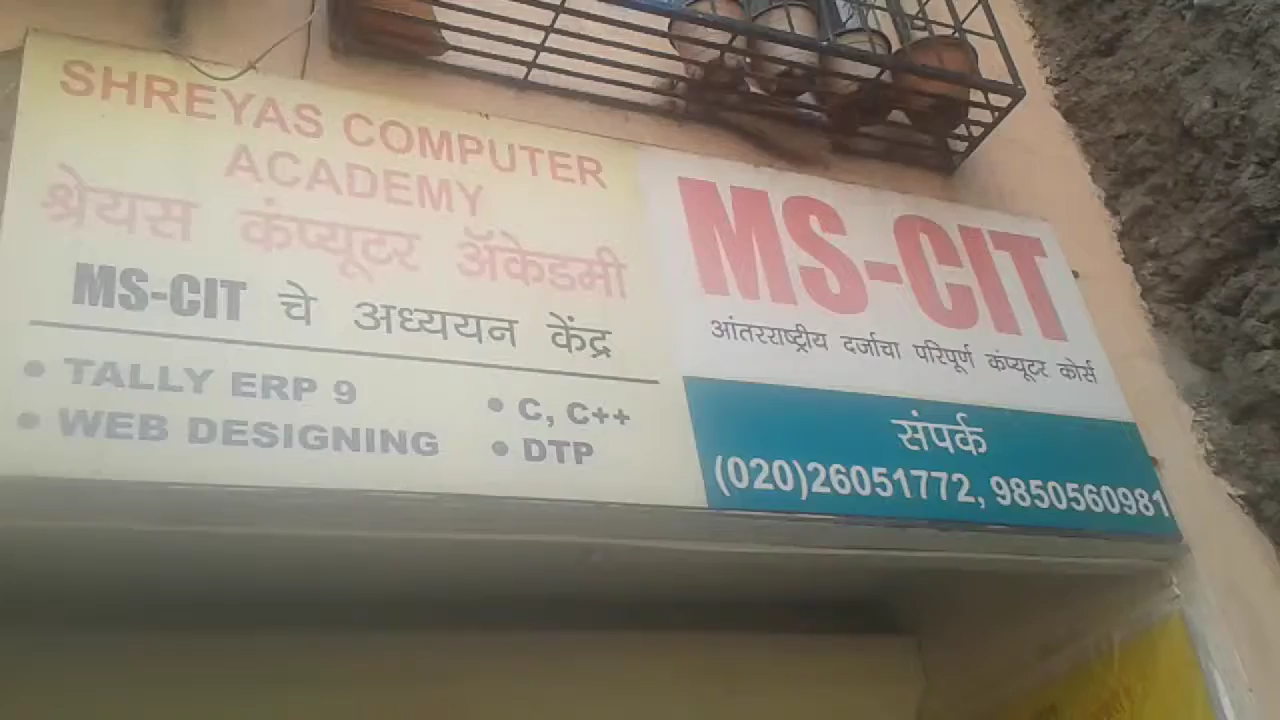 SHREYAS COMPUTER
ACADEMY
श्रेयस कंप्यूटर ॲकेडमी
MS-CIT चे अध्ययन केंद्र
• TALLY ERP 9
• WEB DESIGNING
• C, C++
• DTP
MS-CIT
आंतरराष्ट्रीय दर्जाचा परिपूर्ण कंप्यूटर कोर्स
संपर्क
(020)26051772, 9850560981